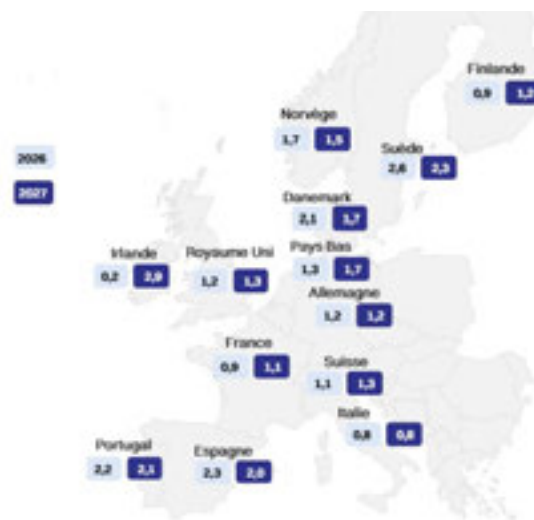 Finlande
0,9 1,2
Norvège
1,7 1,5
2026
Suède
2,6 2,3
2027
Danemark
2,1 1,7
Irlande
0,2 2,9
Royaume Uni
1,2 1,3
Pays Bas
1,3 1,7
Allemagne
1,2 1,2
France
0,9 1,1
Suisse
1,1 1,3
Italie
0,8 0,8
Portugal
2,2 2,1
Espagne
2,3 2,0